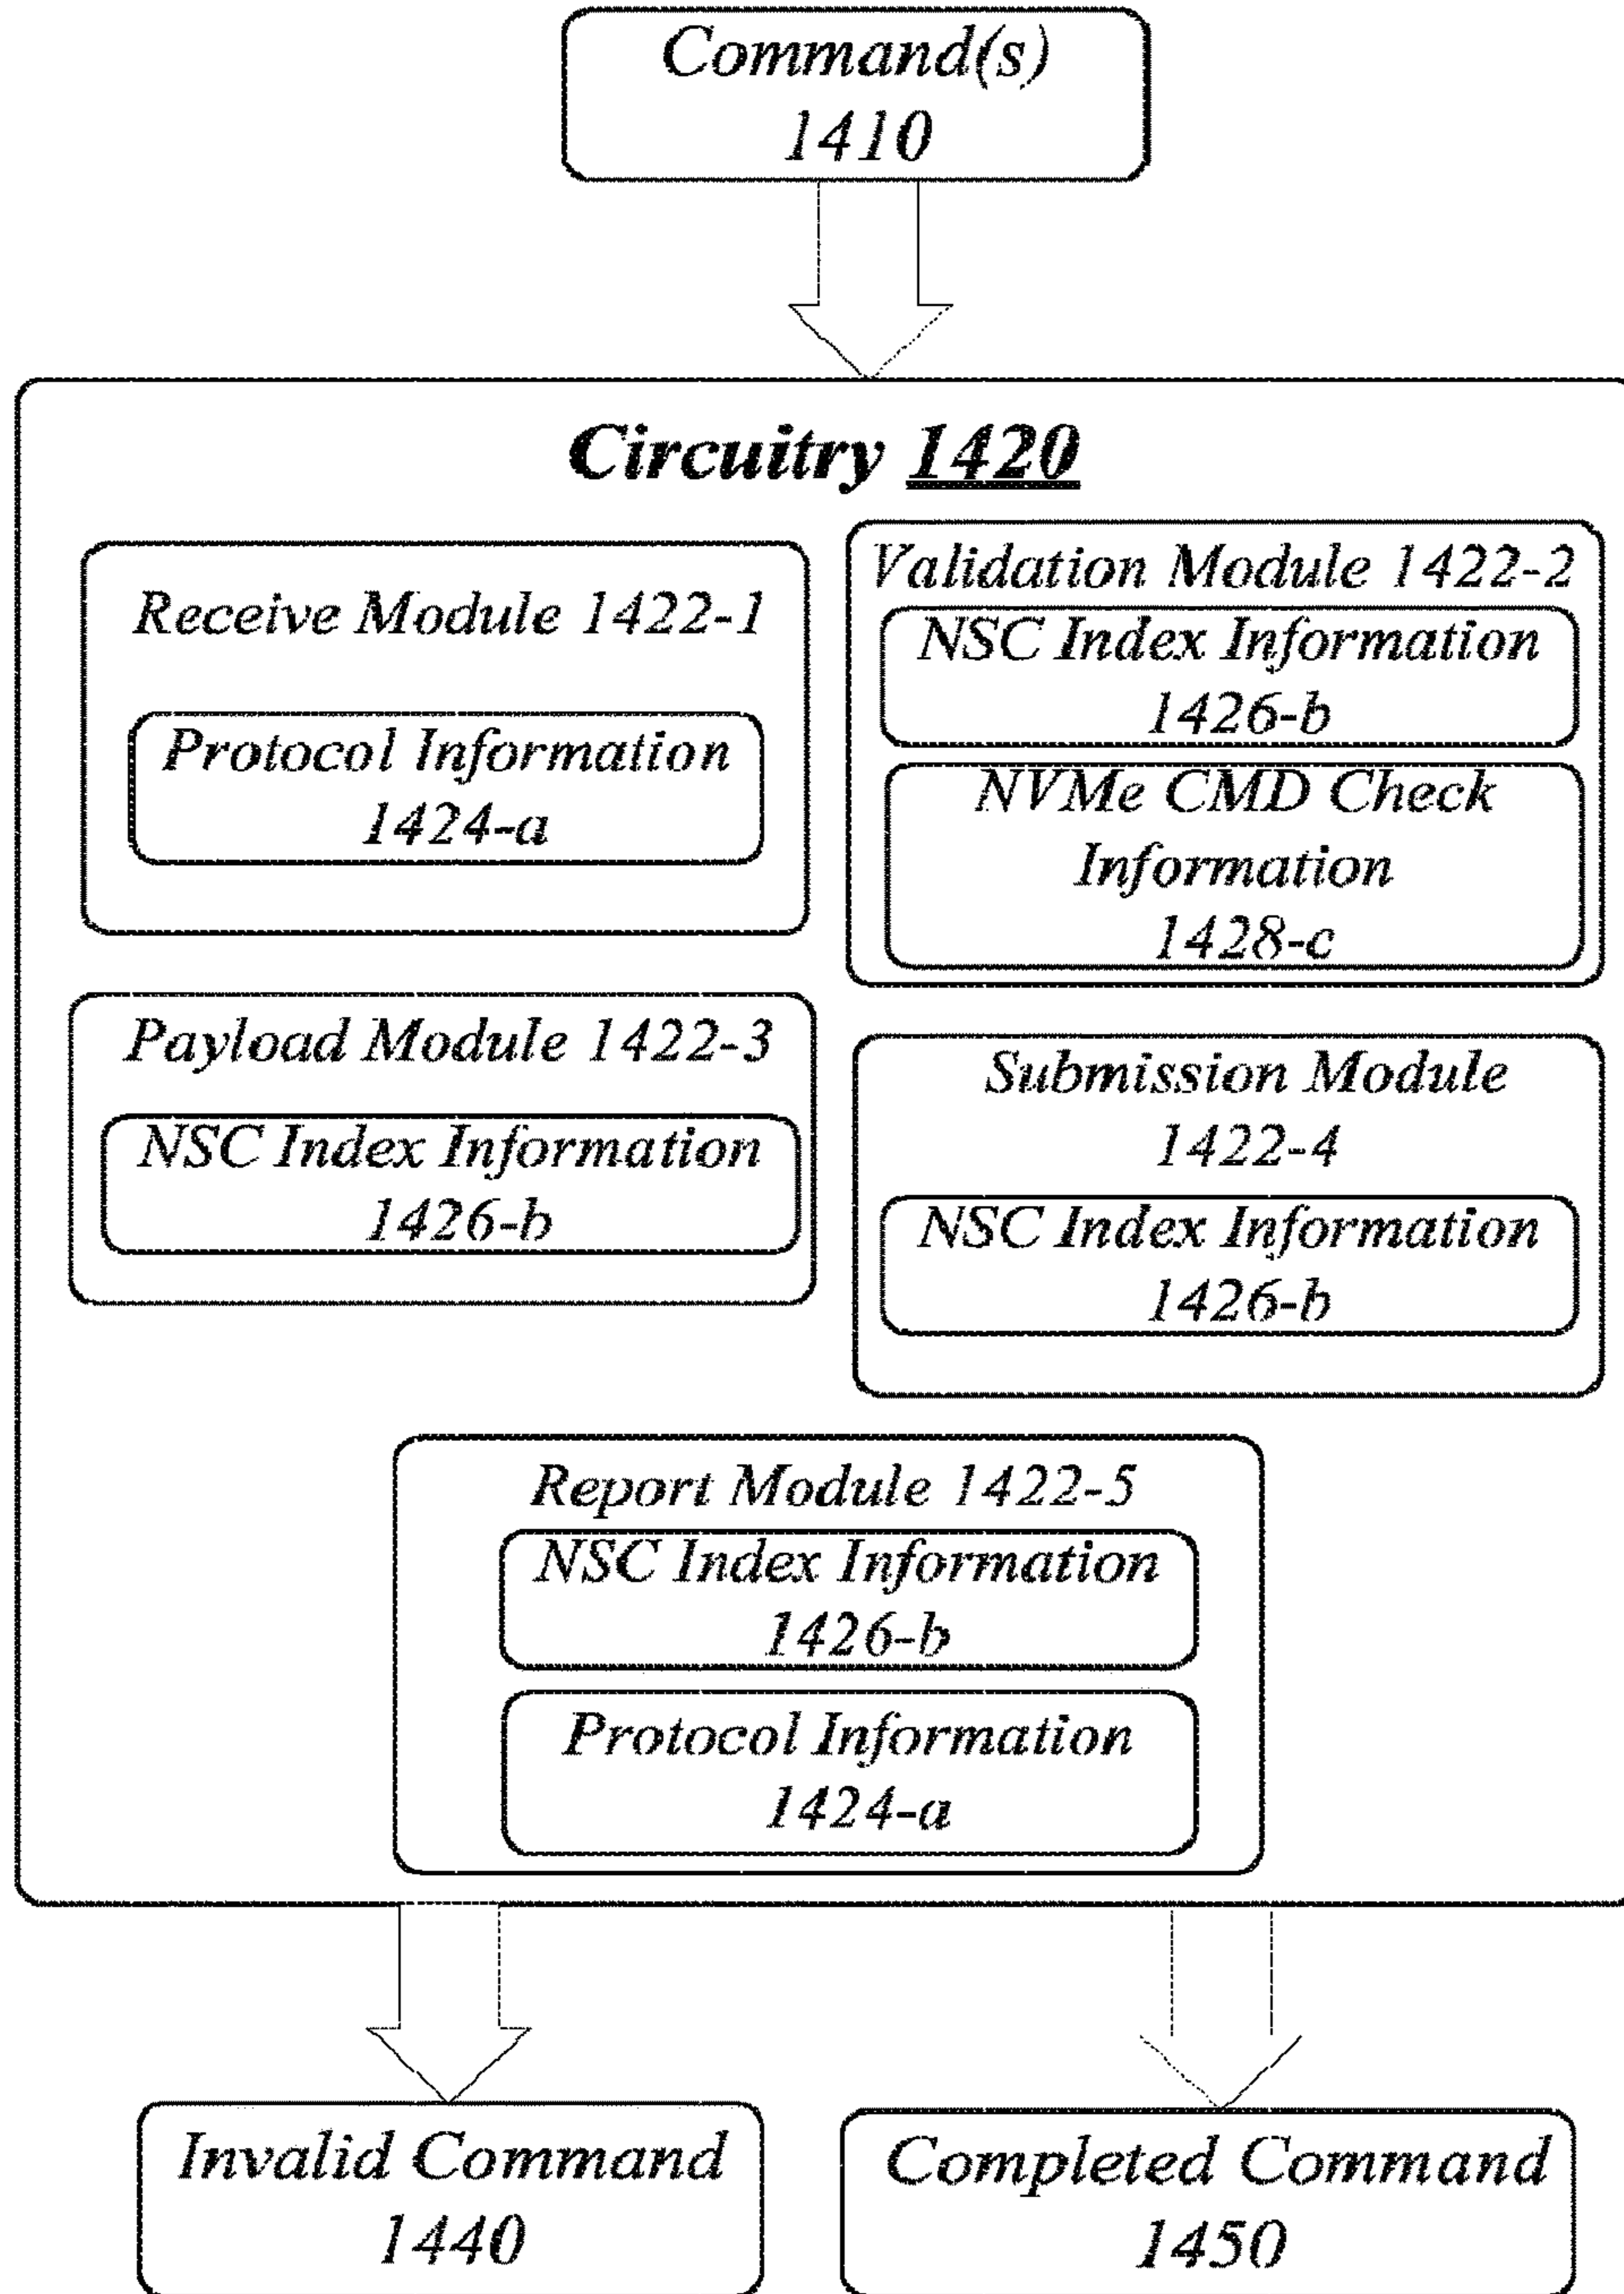 Command(s)
1410
Circuitry 1420
Receive Module 1422-1
Protocol Information
1424-a
Validation Module 1422-2
NSC Index Information
1426-b
NVMe CMD Check
Information
1428-c
Payload Module 1422-3
NSC Index Information
1426-b
Submission Module
1422-4
NSC Index Information
1426-b
Report Module 1422-5
NSC Index Information
1426-b
Protocol Information
1424-a
Invalid Command
1440
Completed Command
1450